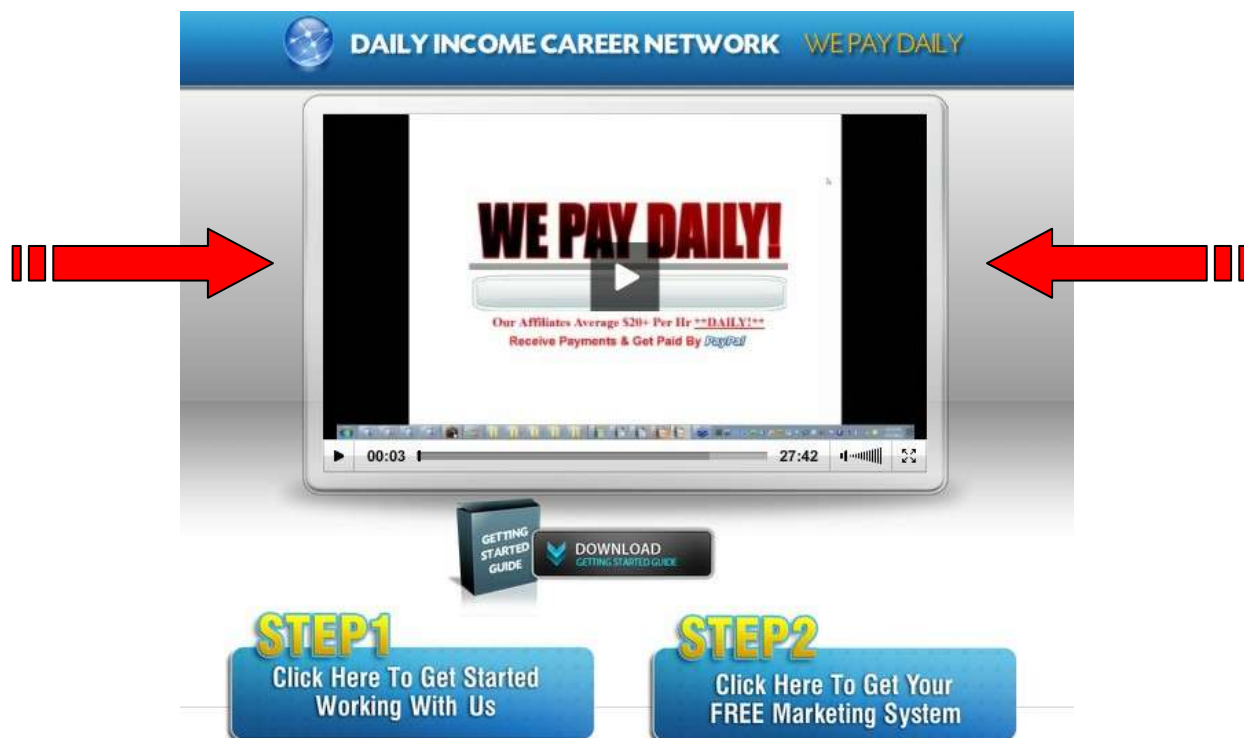 DAILY INCOME CAREER NETWORK WE PAY DAILY
WE PAY DAILY!
Our Affiliates Average $20+ Per Hr **DAILY!**
Receive Payments & Get Paid By PayPal
00:03 27:42
GETTING
STARTED
GUIDE
DOWNLOAD
GETTING STARTED GUIDE
STEP1
Click Here To Get Started
Working With Us
STEP2
Click Here To Get Your
FREE Marketing System